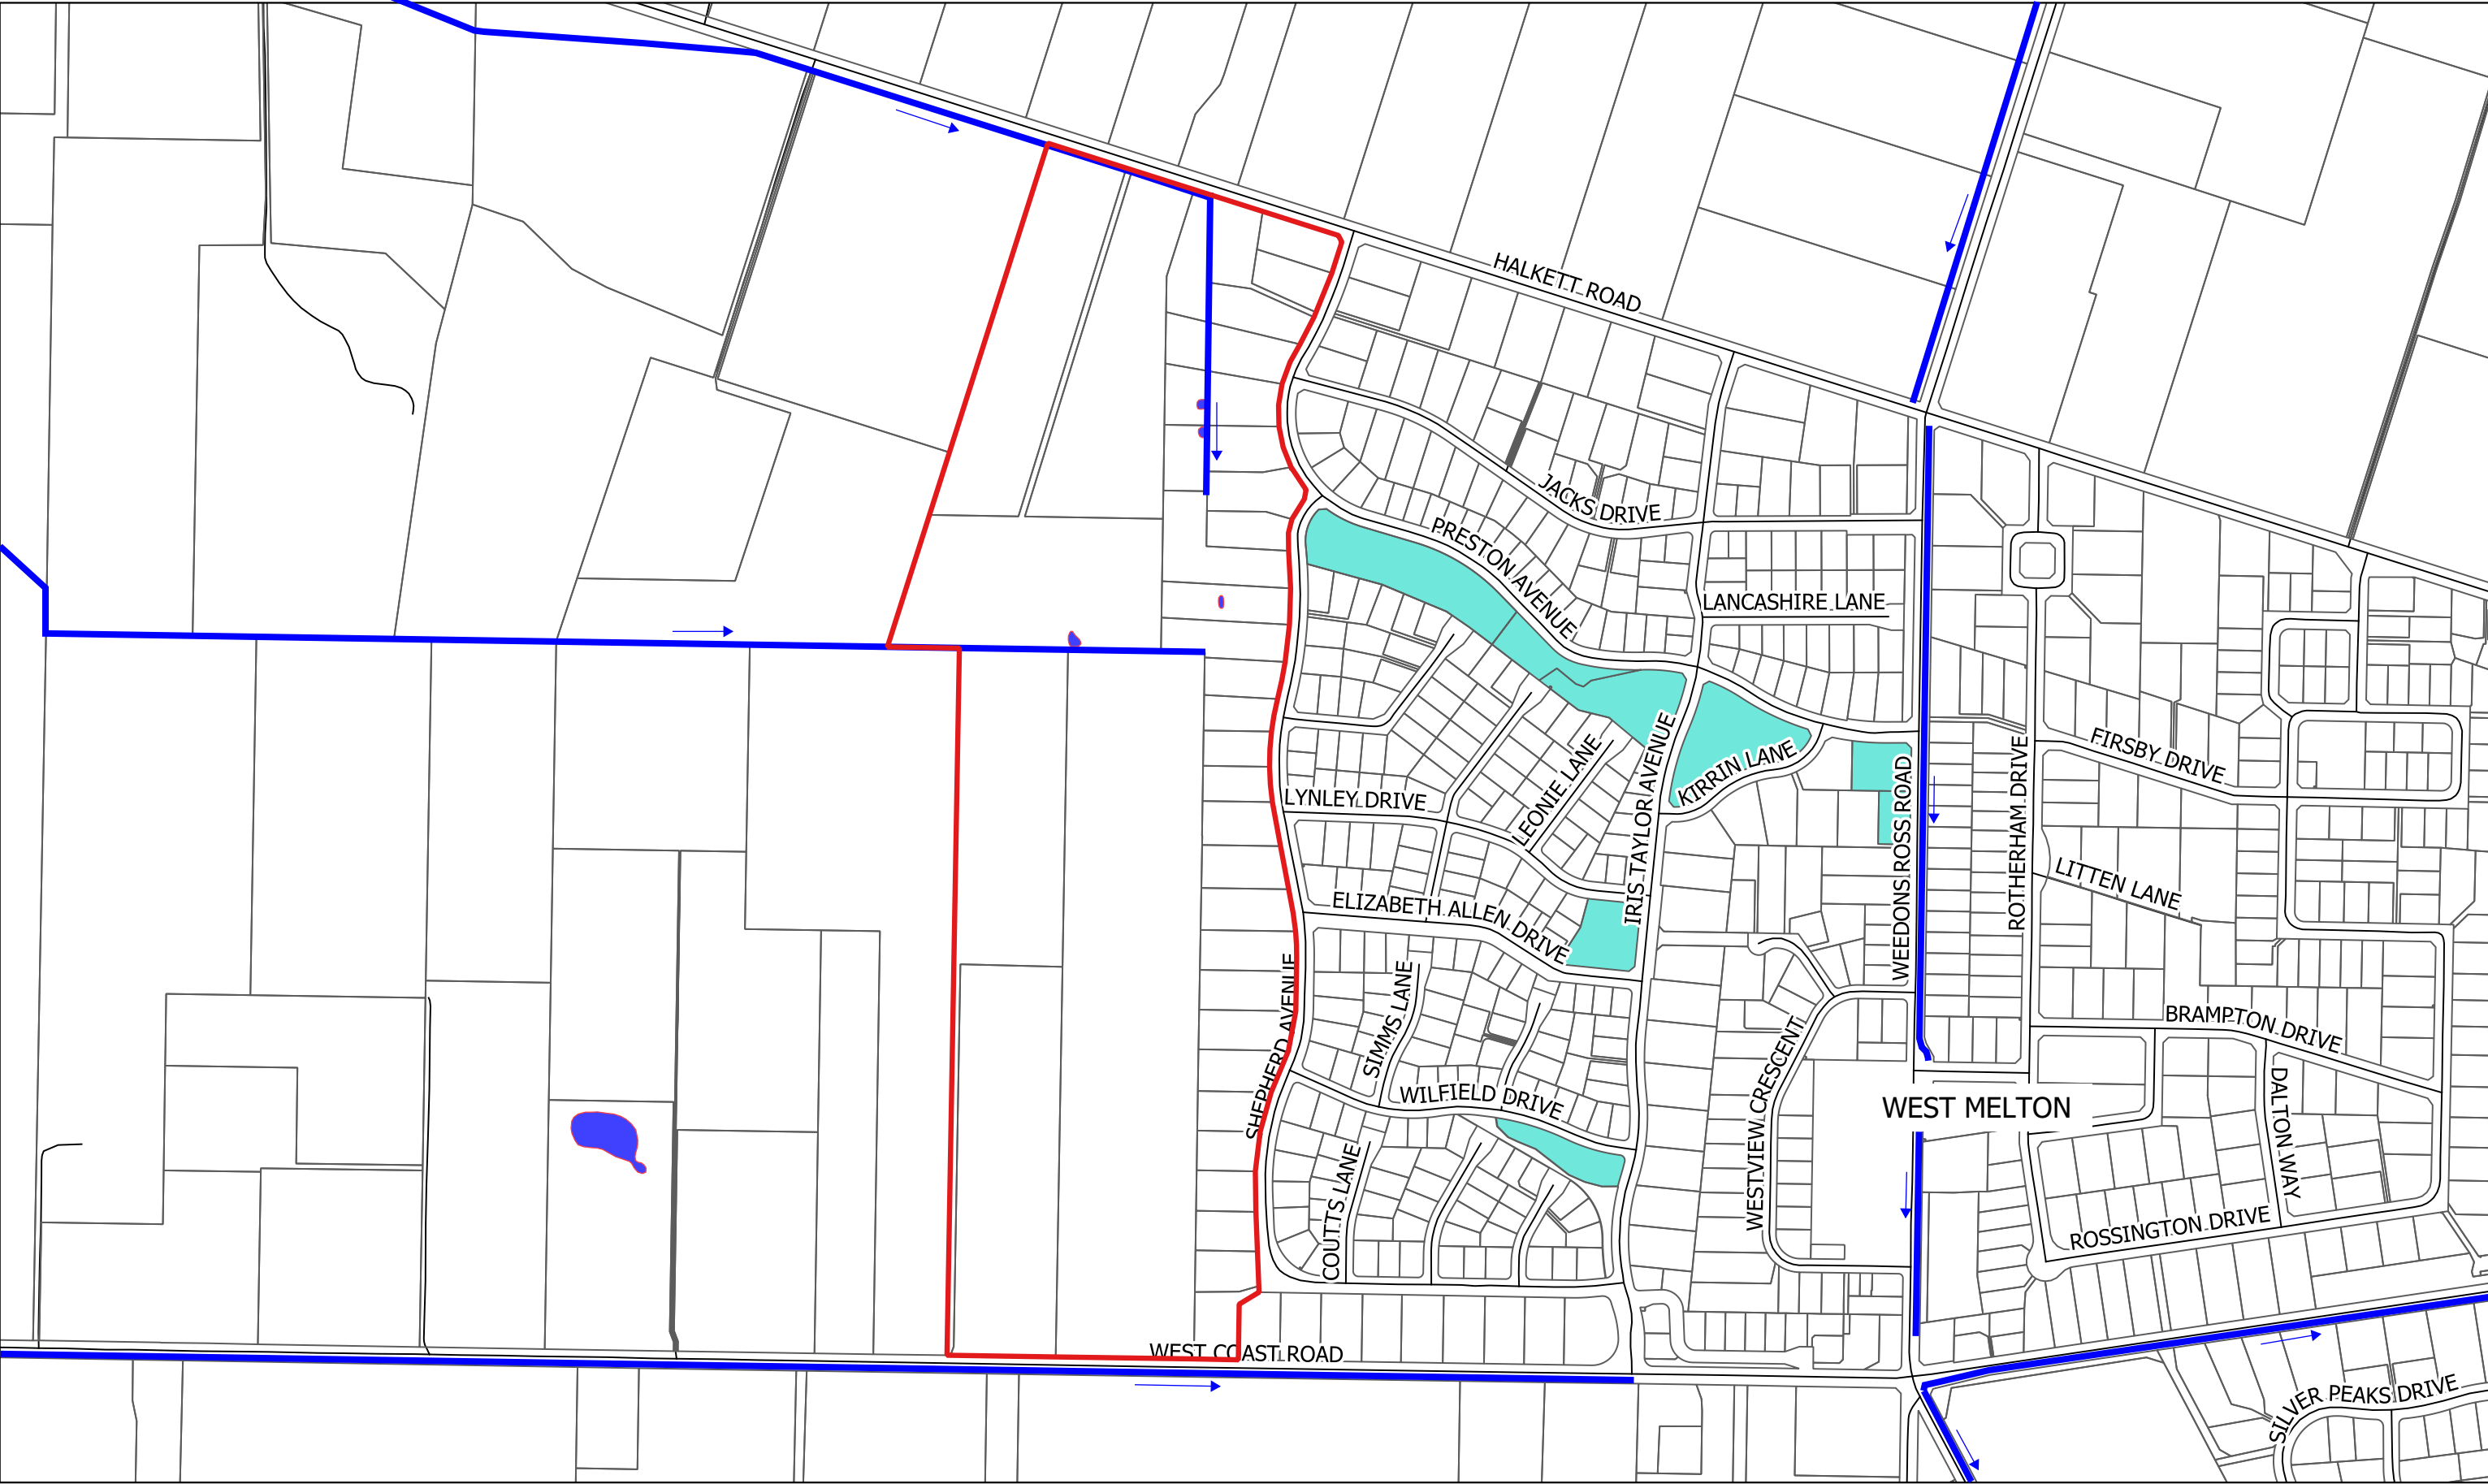 HALKETT ROAD
JACKS DRIVE
PRESTON AVENUE
LANCASHIRE LANE
FIRSBY DRIVE
KIRRIN LANE
LEONIE LANE
LYNLEY DRIVE
IRIS TAYLOR AVENUE
WEEDONS ROSS ROAD
ROTHERHAM DRIVE
LITTEN LANE
ELIZABETH ALLEN DRIVE
SHEPHERD AVENUE
SIMMS LANE
BRAMPTON DRIVE
WILFIELD DRIVE
WESTVIEW CRESCENT
WEST MELTON
DALTON WAY
COUTTS LANE
ROSSINGTON DRIVE
WEST COAST ROAD
SILVER PEAKS DRIVE